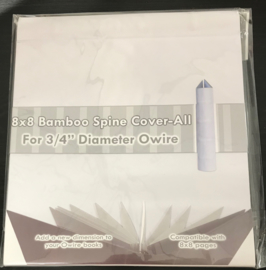 8x8 Bamboo Spine Cover-All
For 3/4" Diameter Owire
Add a new dimension to
your Owire books
Compatible with
8x8 pages